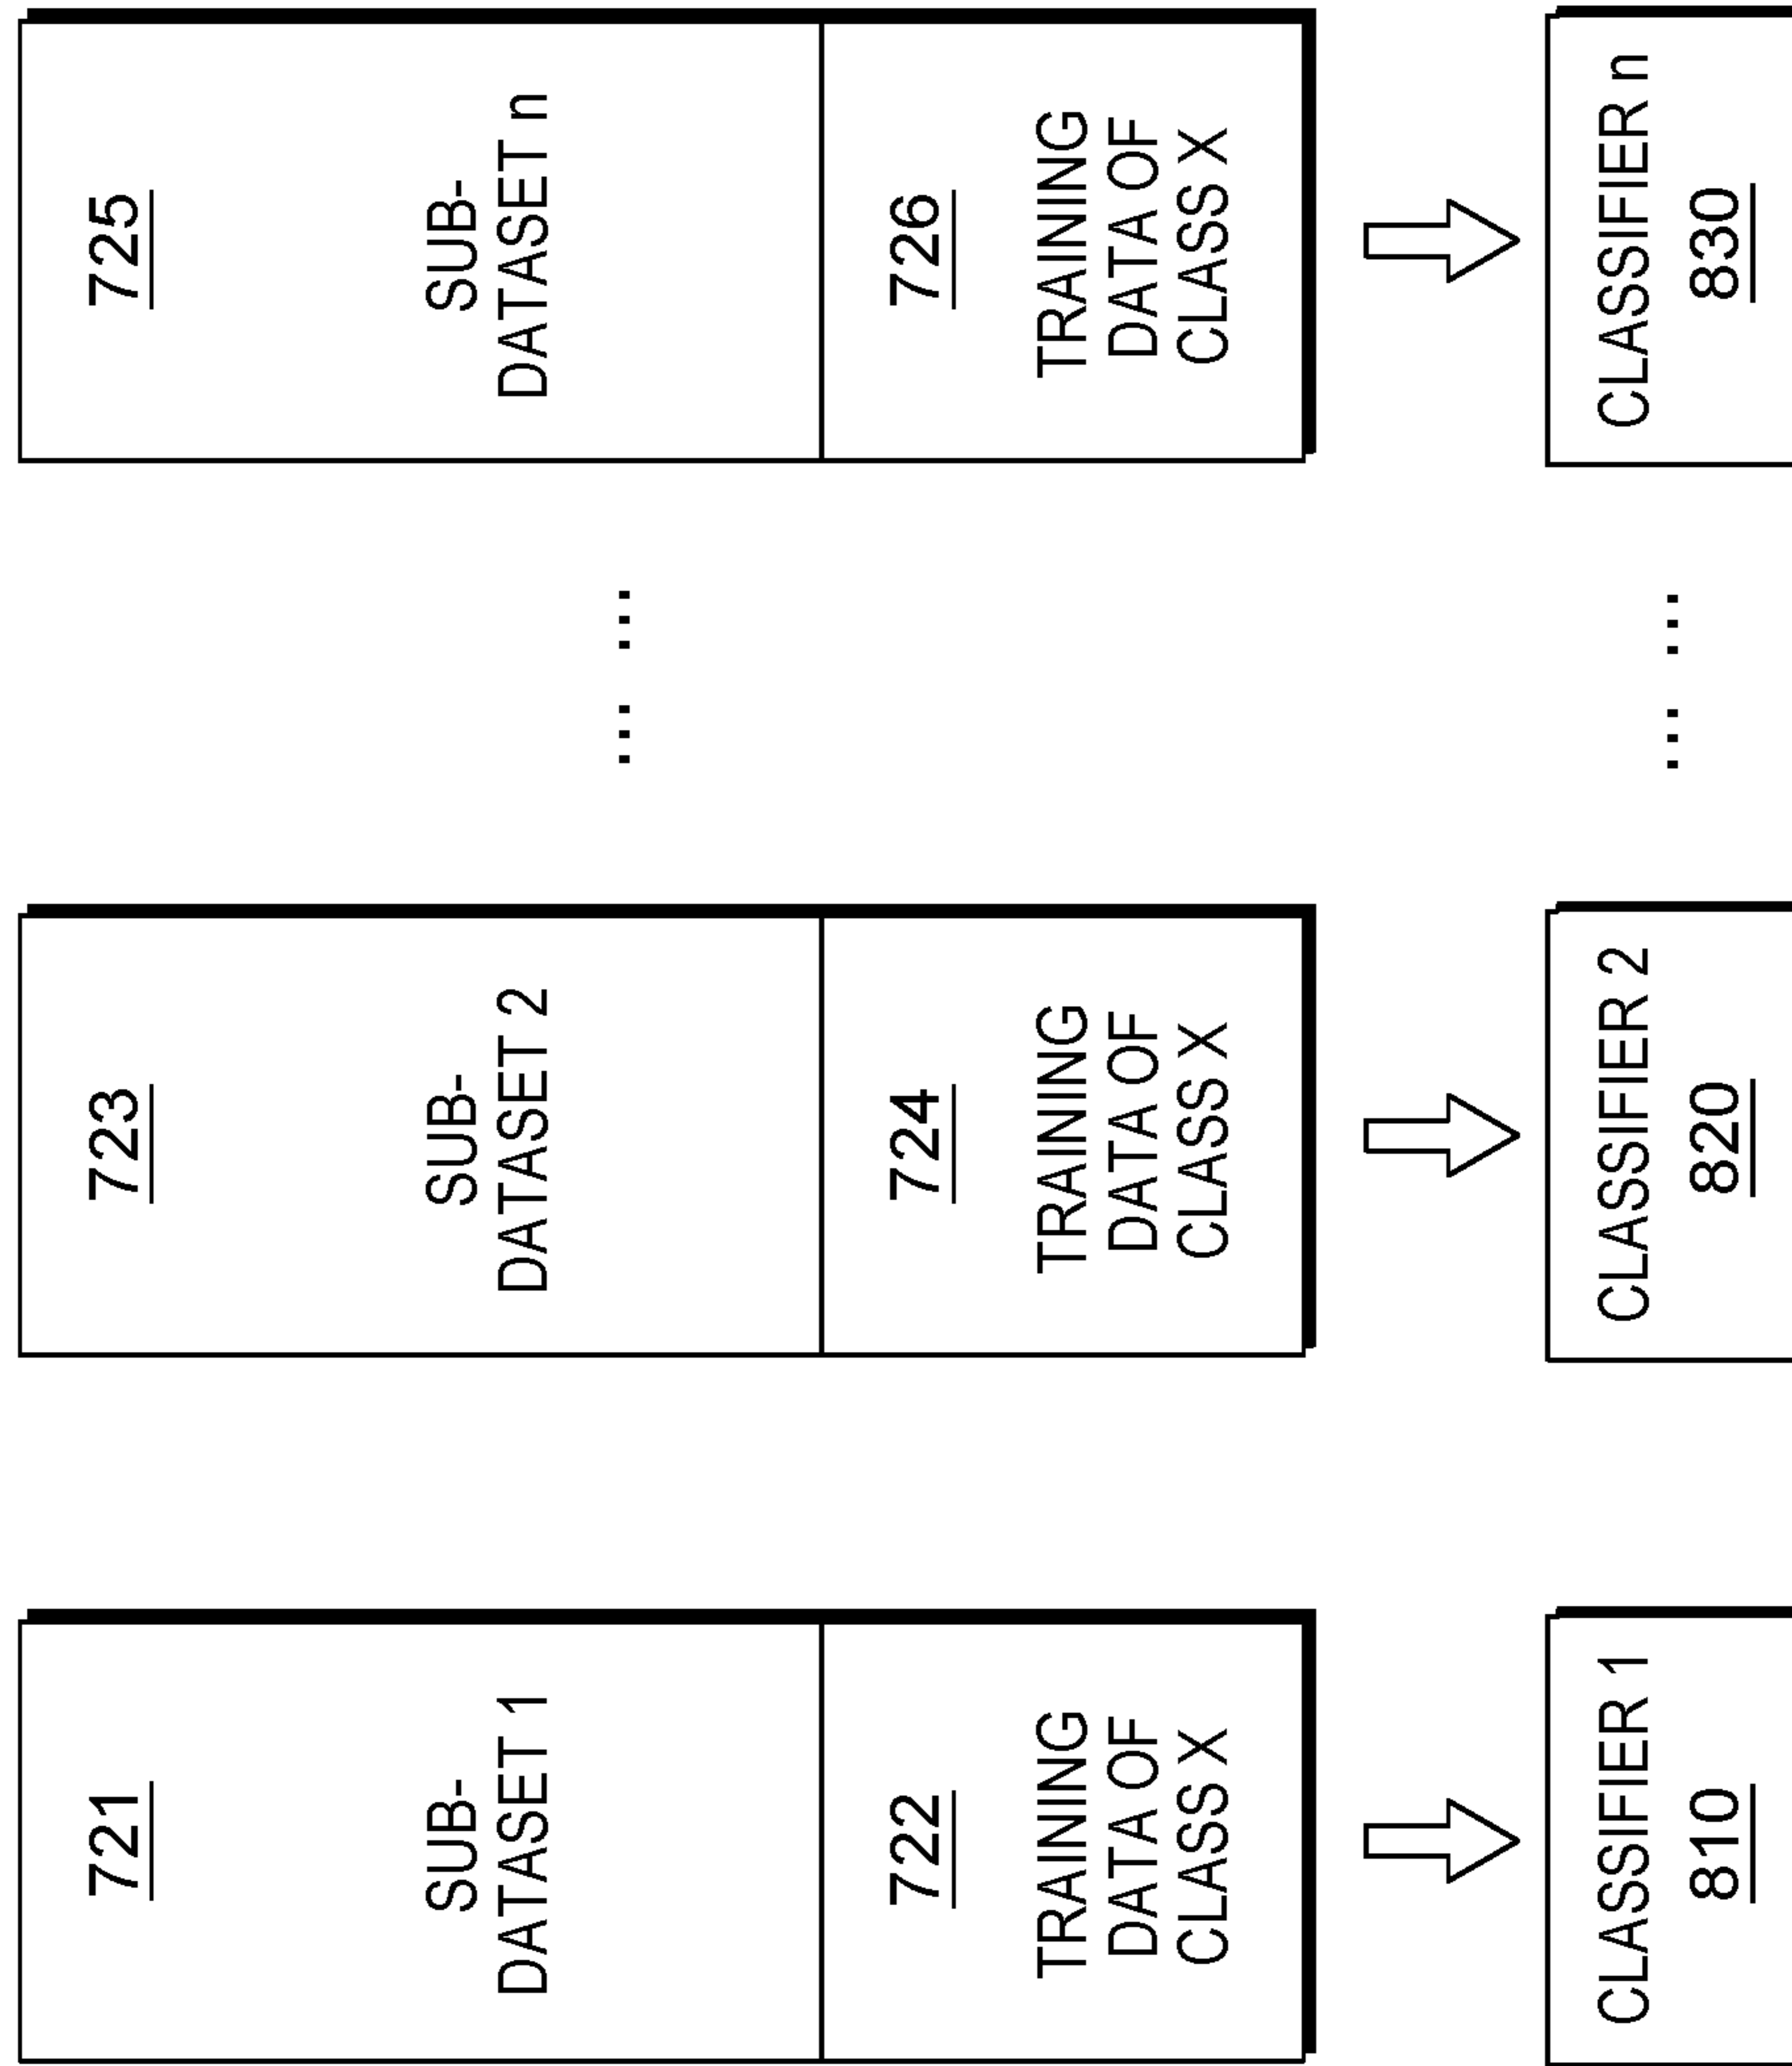 721
SUB-
DATASET 1
722
TRAINING
DATA OF
CLASS X
CLASSIFIER 1
810
723
SUB-
DATASET 2
724
TRAINING
DATA OF
CLASS X
CLASSIFIER 2
820
... ...
... ...
725
SUB-
DATASET n
726
TRAINING
DATA OF
CLASS X
CLASSIFIER n
830